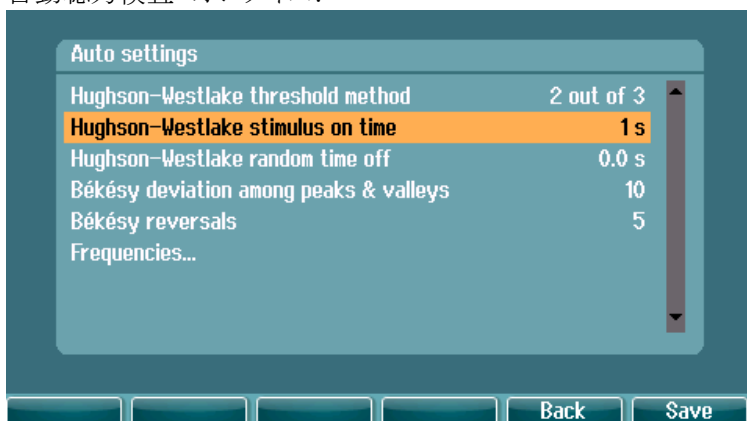 Auto settings
Hughson-Westlake threshold method 2 out of 3
Hughson-Westlake stimulus on time 1 s
Hughson-Westlake random time off 0.0 s
Békésy deviation among peaks & valleys 10
Békésy reversals 5
Frequencies...
Back Save